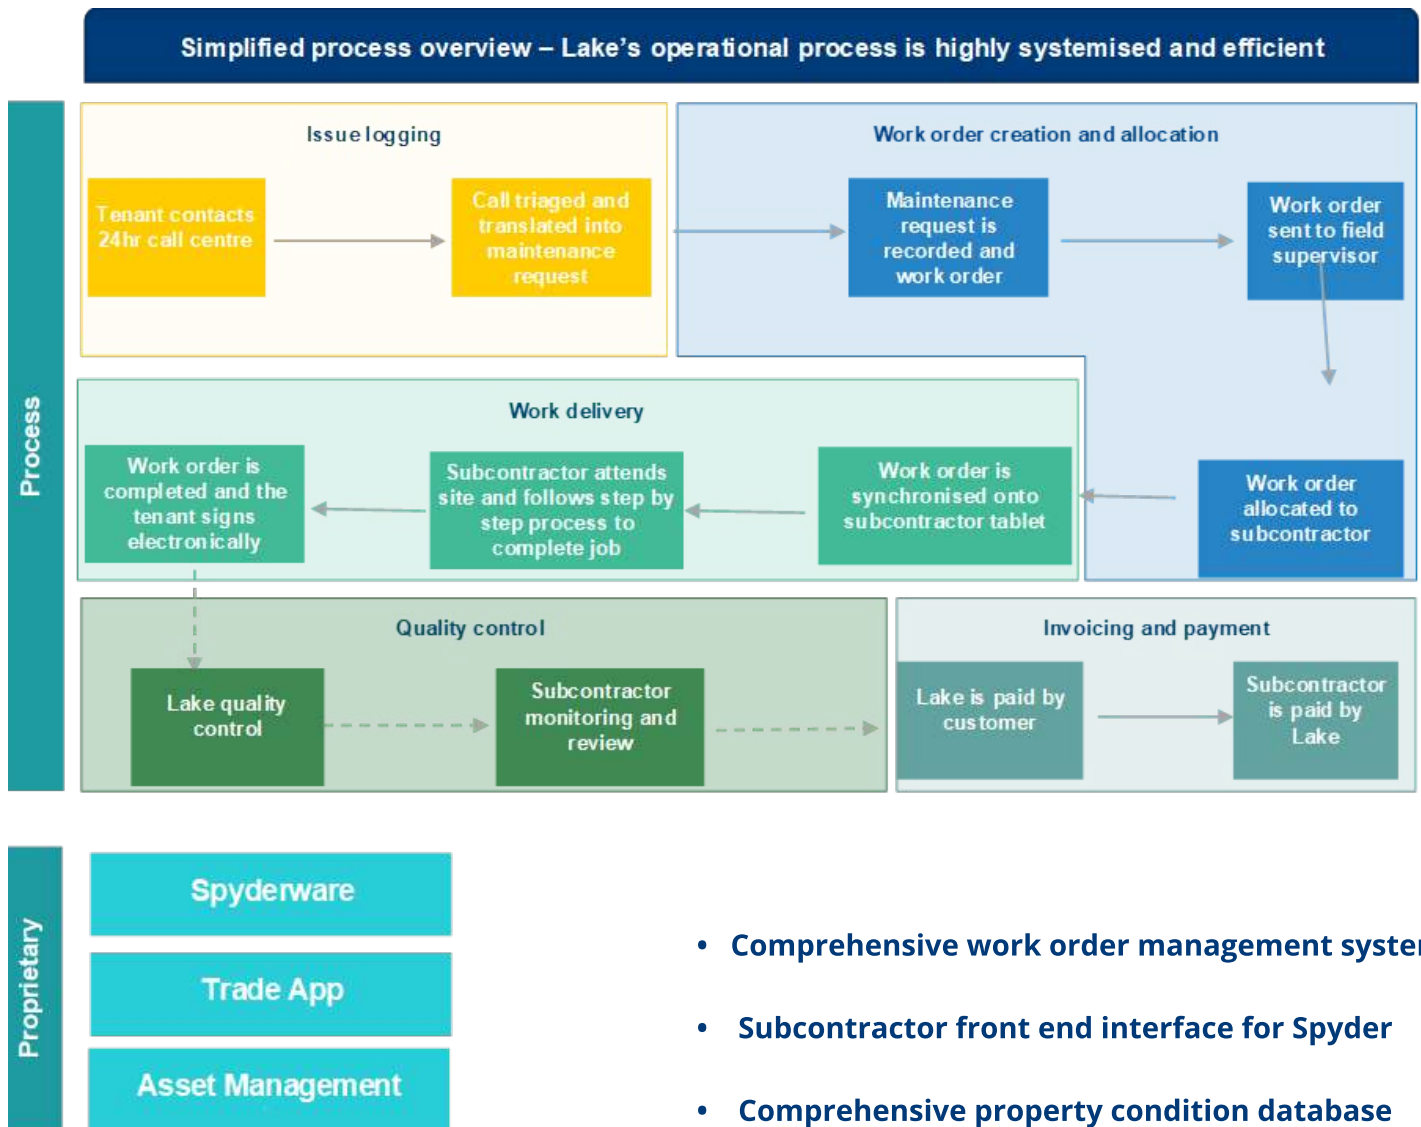 Simplified process overview – Lake's operational process is highly systemised and efficient
Process
Issue logging
Tenant contacts
24hr call centre
Call triaged and
translated into
maintenance
request
Work order creation and allocation
Maintenance
request is
recorded and
work order
Work order
sent to field
supervisor
Work order
allocated to
subcontractor
Work delivery
Work order is
synchronised onto
subcontractor tablet
Subcontractor attends
site and follows step by
step process to
complete job
Work order is
completed and the
tenant signs
electronically
Quality control
Lake quality
control
Subcontractor
monitoring and
review
Invoicing and payment
Lake is paid by
customer
Subcontractor
is paid by
Lake
Proprietary
Spyderware
• Comprehensive work order management syste
Trade App
• Subcontractor front end interface for Spyder
Asset Management
• Comprehensive property condition database